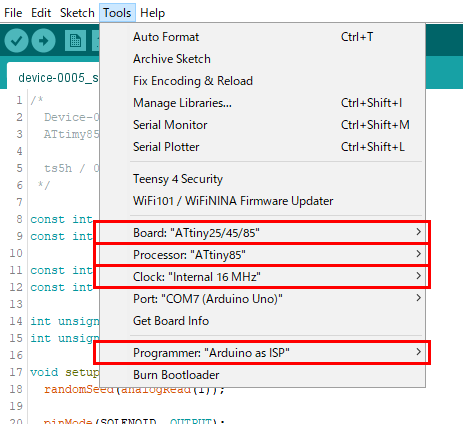 File Edit Sketch Tools Help
Auto Format Ctrl+T
Archive Sketch
Fix Encoding & Reload
Manage Libraries... Ctrl+Shift+I
Serial Monitor Ctrl+Shift+M
Serial Plotter Ctrl+Shift+L
Teensy 4 Security
WiFi101 / WiFiNINA Firmware Updater
Board: "ATtiny25/45/85"
Processor: "ATtiny85"
Clock: "Internal 16 MHz"
Port: "COM7 (Arduino Uno)"
Get Board Info
Programmer: "Arduino as ISP"
Burn Bootloader
device-0005_s
1 /*
2 Device-0
3 ATtimy85
4
5 ts5h / 0
6 */
7
8 const int
9 const int
10
11 const int
12 const int
13
14 int unsign
15 int unsign
16
17 void setup
18 randomSeed(analogRead(1));
19
20 pinMode(SOLENOID, OUTPUT);